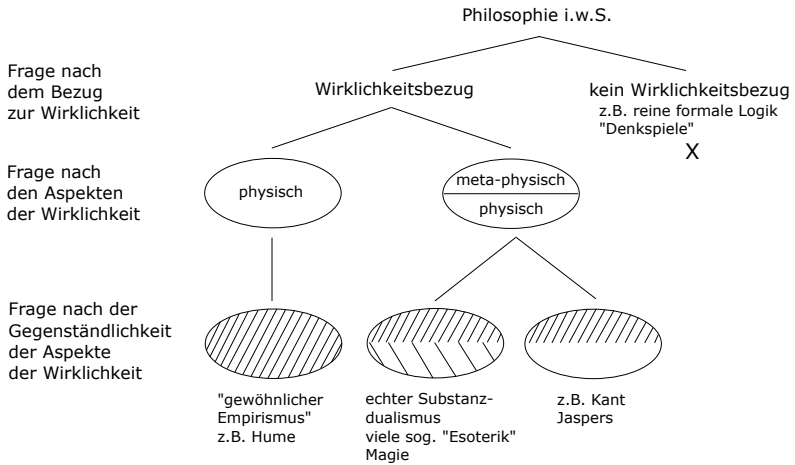 Philosophie i.w.S.
Frage nach
dem Bezug
zur Wirklichkeit
Wirklichkeitsbezug
kein Wirklichkeitsbezug
z.B. reine formale Logik
"Denkspiele"
X
Frage nach
den Aspekten
der Wirklichkeit
physisch
meta-physisch
physisch
Frage nach der
Gegenständlichkeit
der Aspekte
der Wirklichkeit
"gewöhnlicher
Empirismus"
z.B. Hume
echter Substanz-
dualismus
viele sog. "Esoterik"
Magie
z.B. Kant
Jaspers